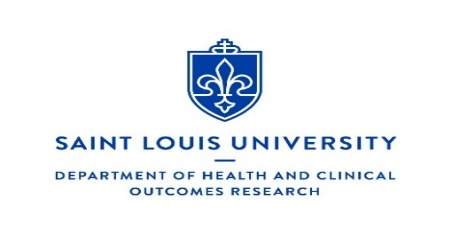 SAINT LOUIS UNIVERSITY
DEPARTMENT OF HEALTH AND CLINICAL
OUTCOMES RESEARCH